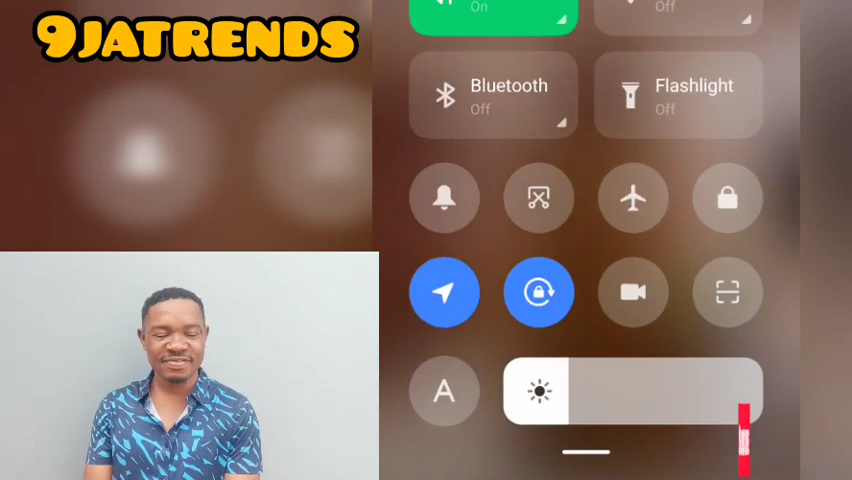 9JATRENDS
On
Off
Bluetooth
Off
Flashlight
Off
A